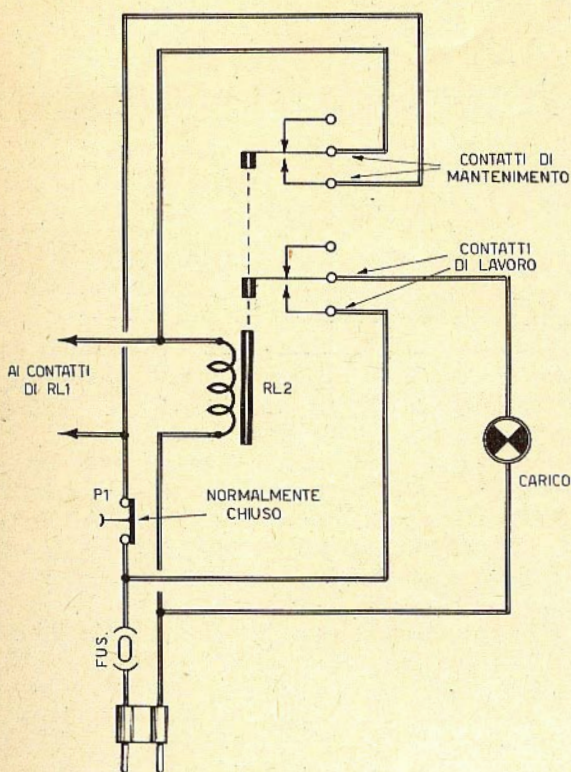 CONTATTI DI
MANTENIMENTO
CONTATTI
DI LAVORO
AI CONTATTI
DI RL1
RL2
CARICO
P1
NORMALMENTE
CHIUSO
FUS.